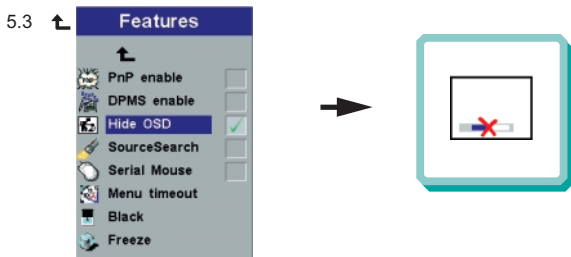 5.3
Features
PnP enable
DPMS enable
Hide OSD
SourceSearch
Serial Mouse
Menu timeout
Black
Freeze